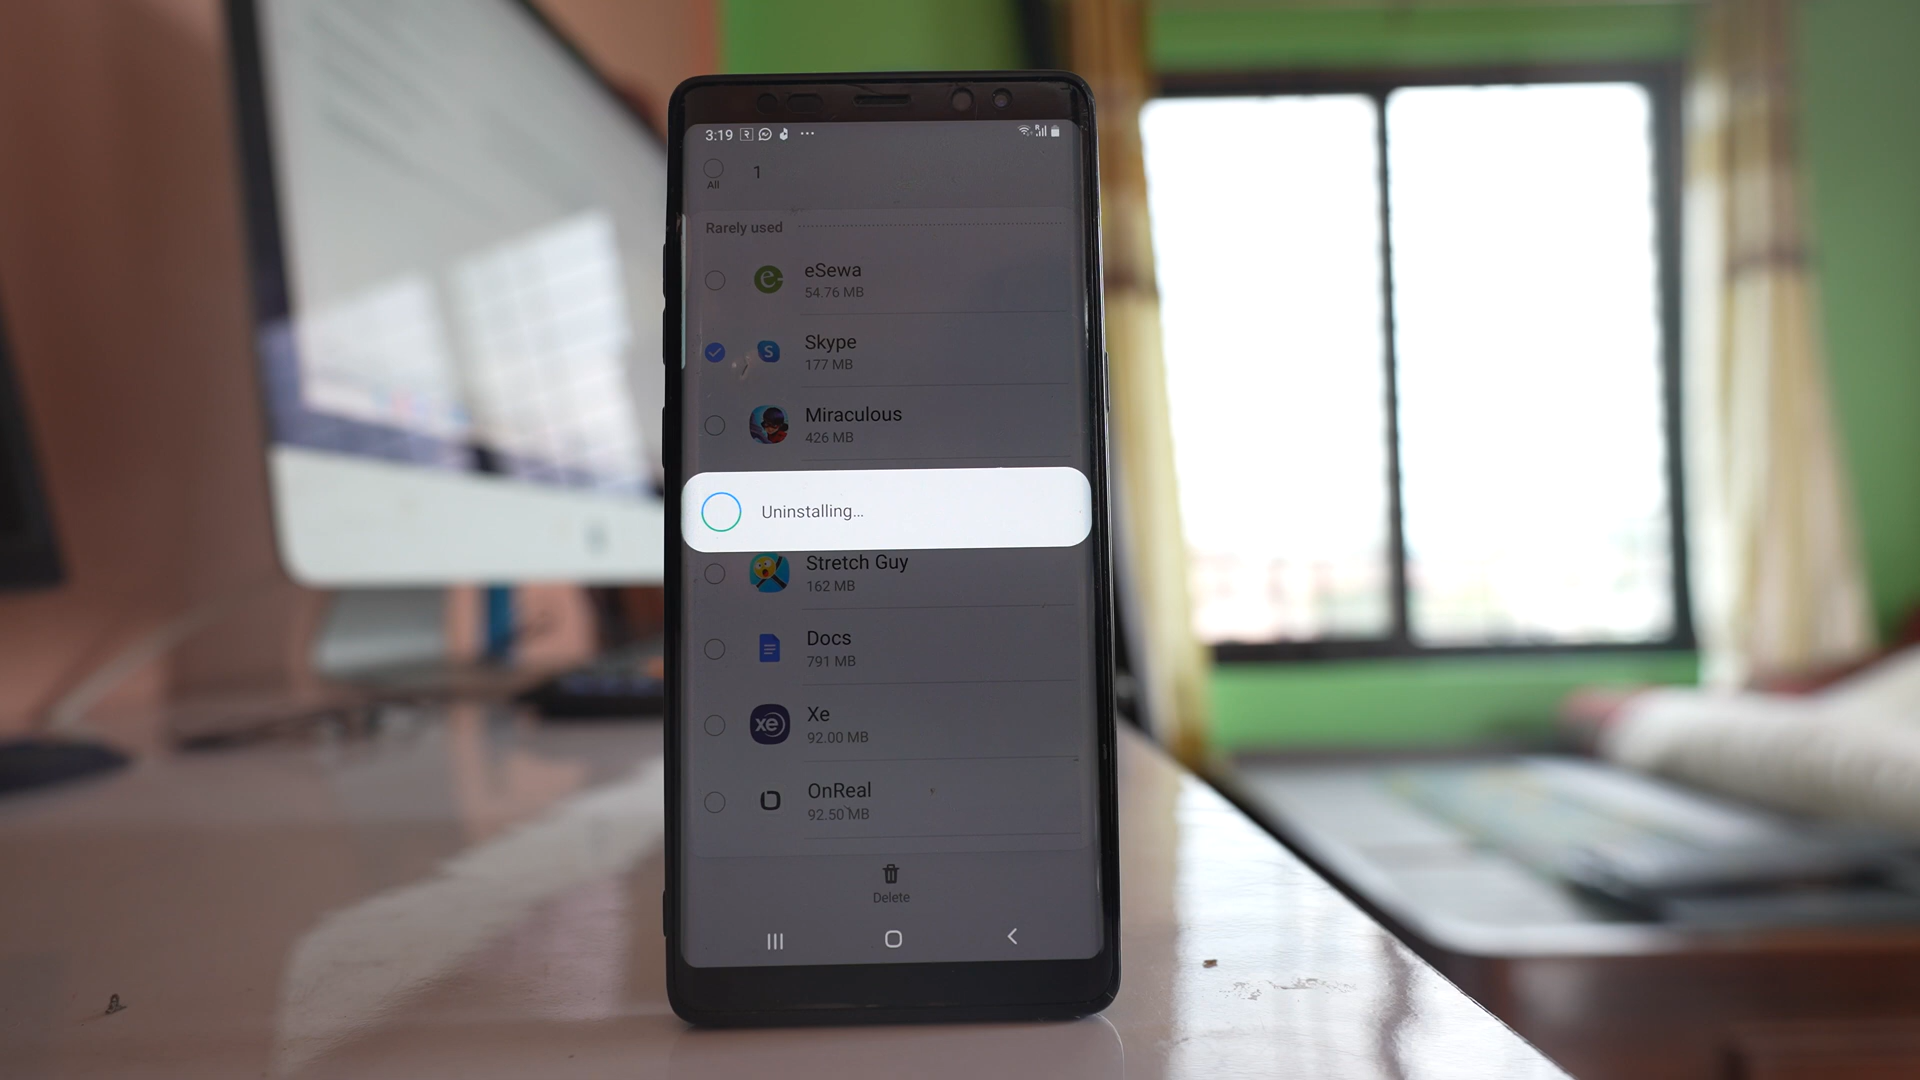 3:19
All
1
Rarely used
eSewa
54.76 MB
Skype
177 MB
Miraculous
426 MB
Uninstalling...
Stretch Guy
162 MB
Docs
791 MB
xe
Xe
92.00 MB
OnReal
92.50 MB
Delete